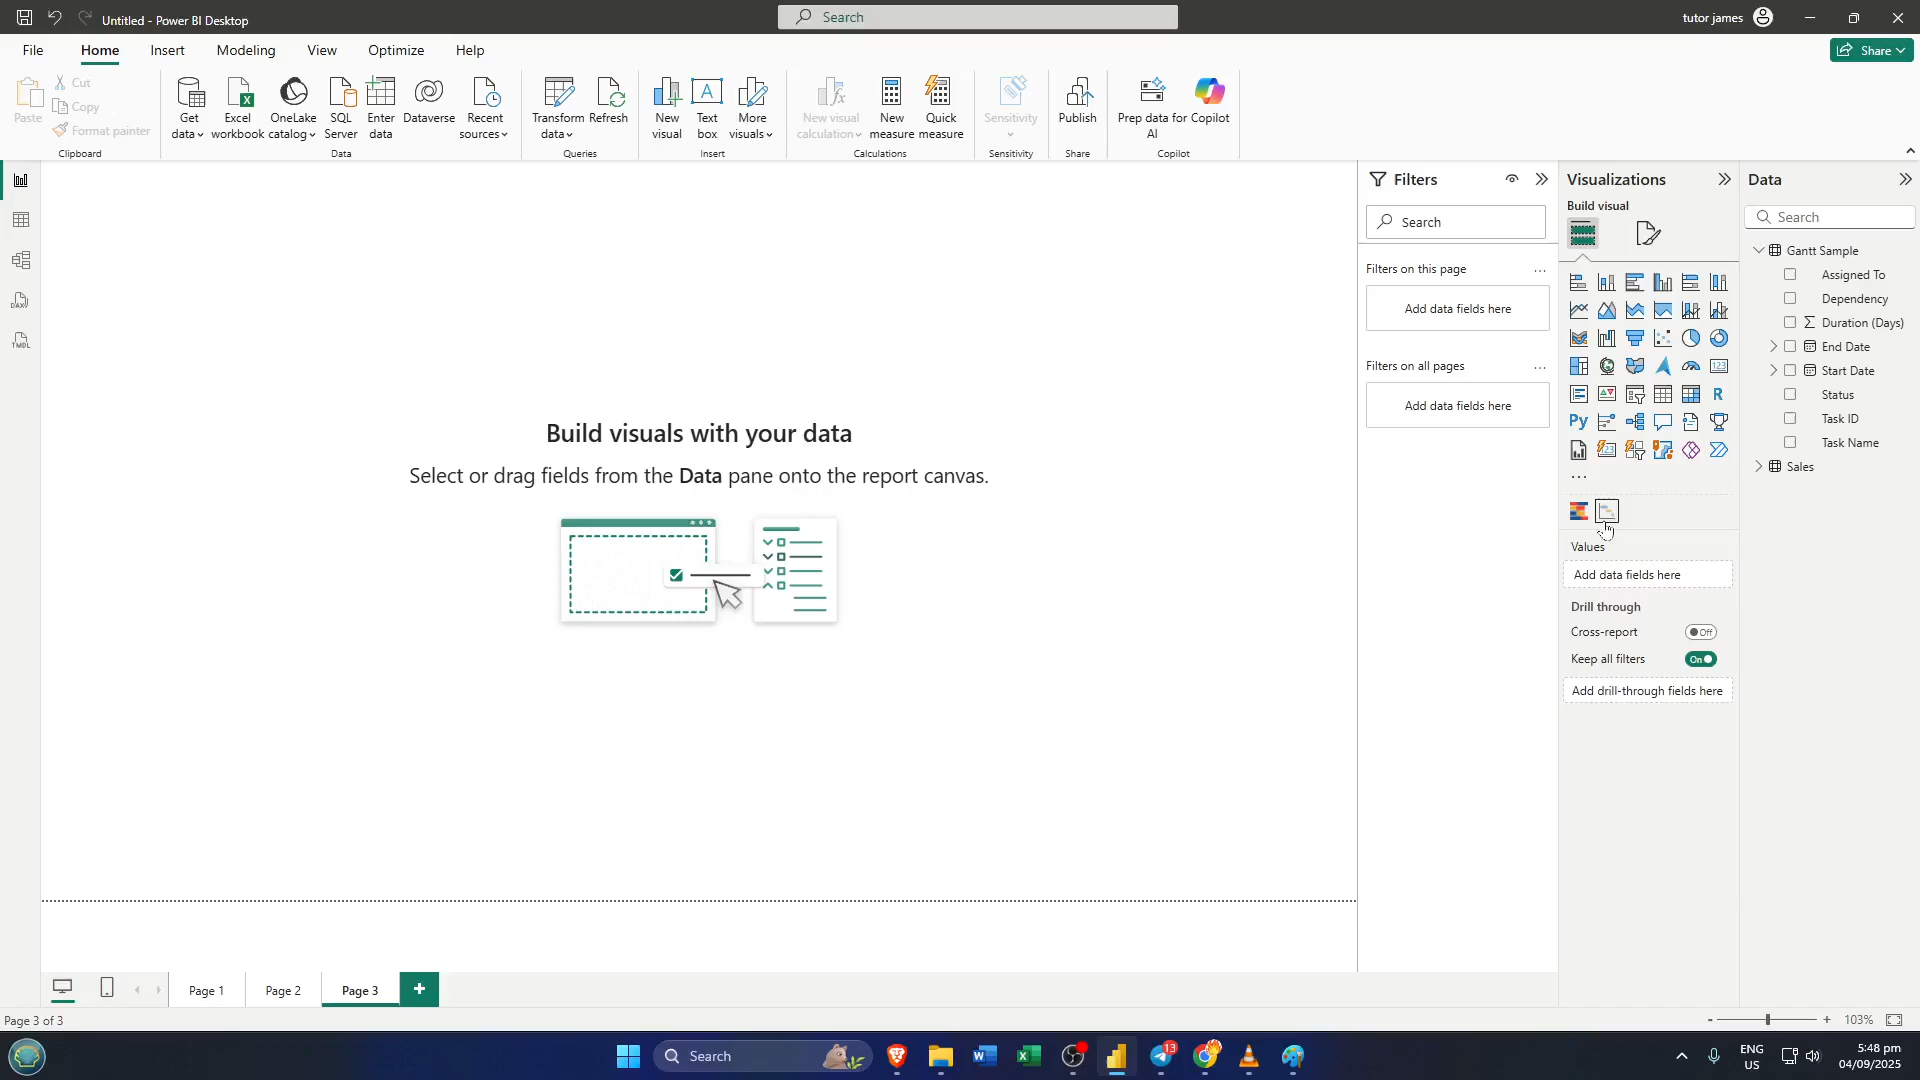 Untitled - Power BI Desktop
Search
tutor james
File
Home
Insert
Modeling
View
Optimize
Help
Share
Paste
Cut
Copy
Format painter
Clipboard
Get data
Excel workbook
OneLake catalog
SQL Server
Enter data
Dataverse
Recent sources
Data
Transform data
Refresh
Queries
New visual
Text box
More visuals
Insert
New visual calculation
New measure
Quick measure
Calculations
Sensitivity
Sensitivity
Publish
Share
Prep data for AI
Copilot
Copilot
Filters
Search
Filters on this page
...
Add data fields here
Filters on all pages
...
Add data fields here
Visualizations
Build visual
R
Py
123
...
Values
Add data fields here
Drill through
Cross-report
Off
Keep all filters
On
Add drill-through fields here
Data
Search
Gantt Sample
Assigned To
Dependency
Σ Duration (Days)
End Date
Start Date
Status
Task ID
Task Name
Sales
DAX
TMDL
Build visuals with your data
Select or drag fields from the Data pane onto the report canvas.
Page 1
Page 2
Page 3
+
Page 3 of 3
- + 103%
Search
13
ENG
US
5:48 pm
04/09/2025